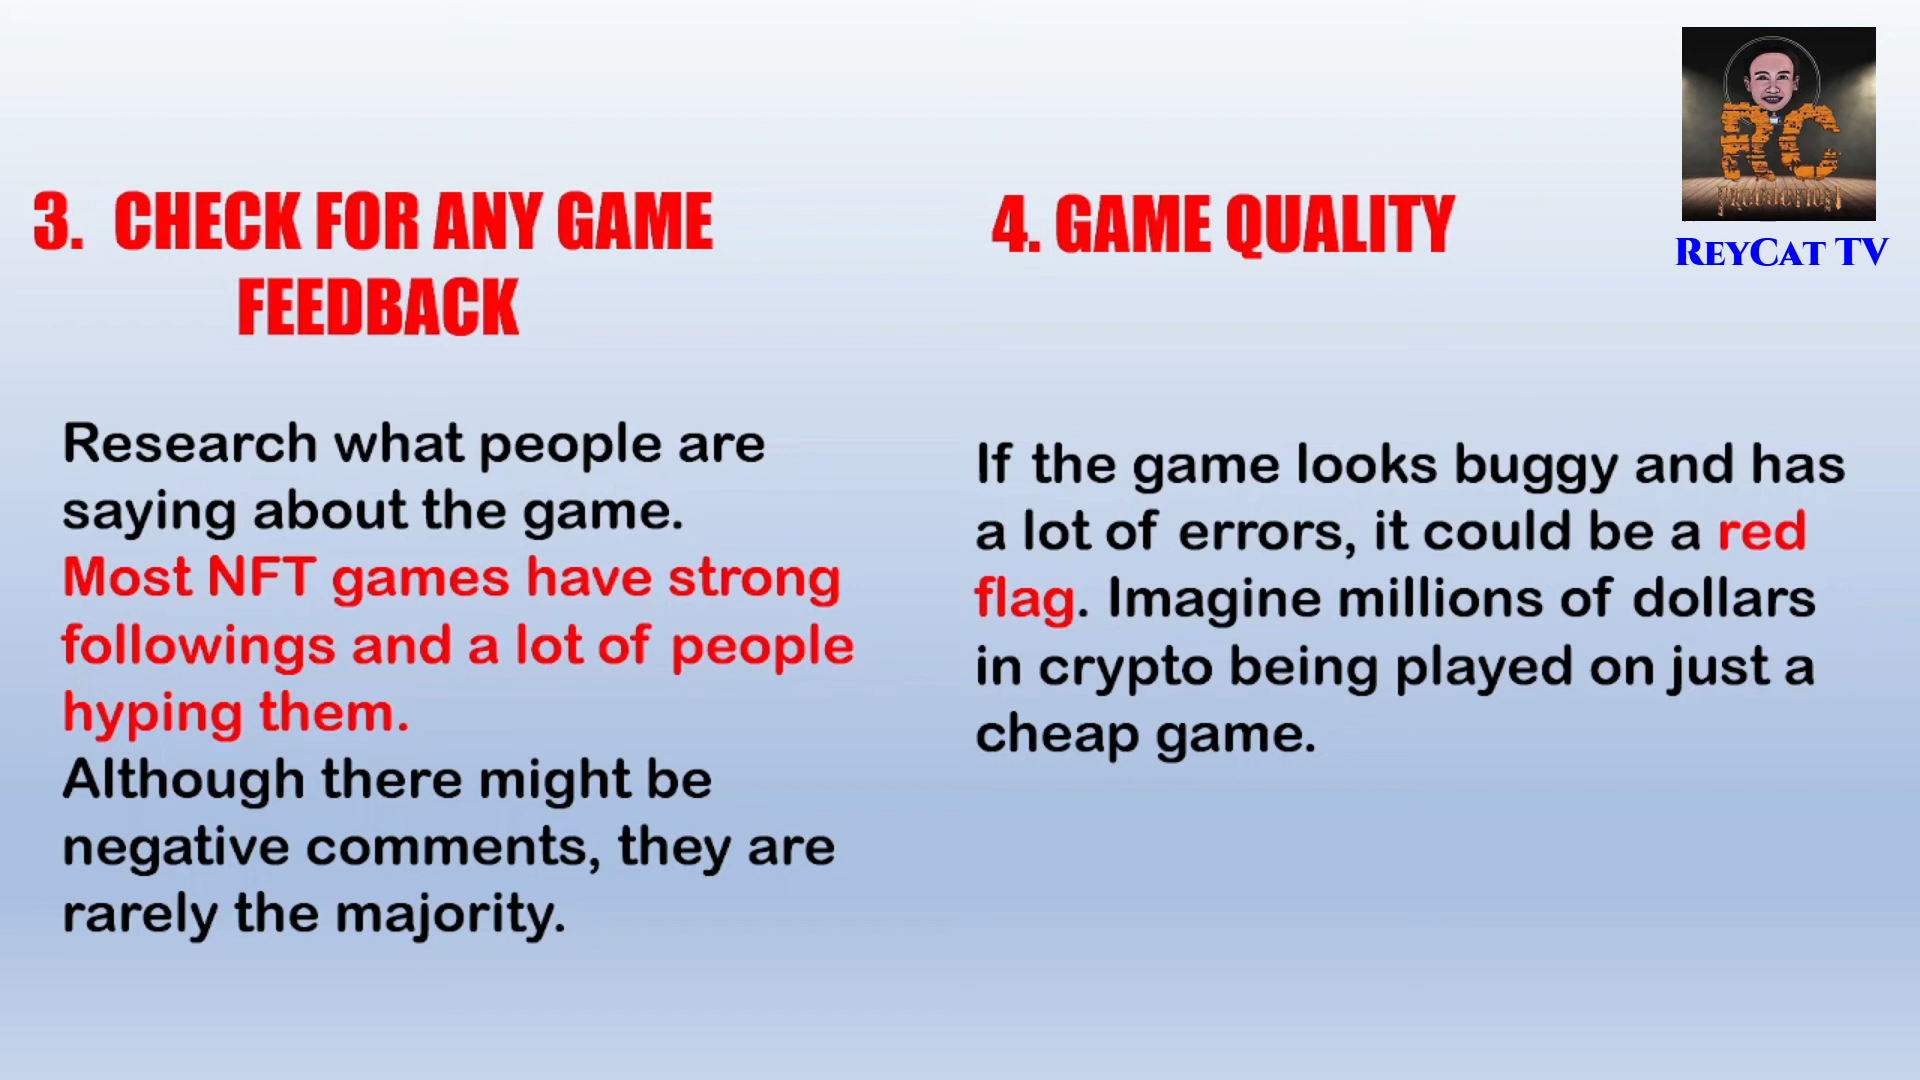 3. CHECK FOR ANY GAME
FEEDBACK
Research what people are
saying about the game.
Most NFT games have strong
followings and a lot of people
hyping them.
Although there might be
negative comments, they are
rarely the majority.
4. GAME QUALITY
If the game looks buggy and has
a lot of errors, it could be a red
flag. Imagine millions of dollars
in crypto being played on just a
cheap game.
RC
PRODUCTION
REYCAT TV